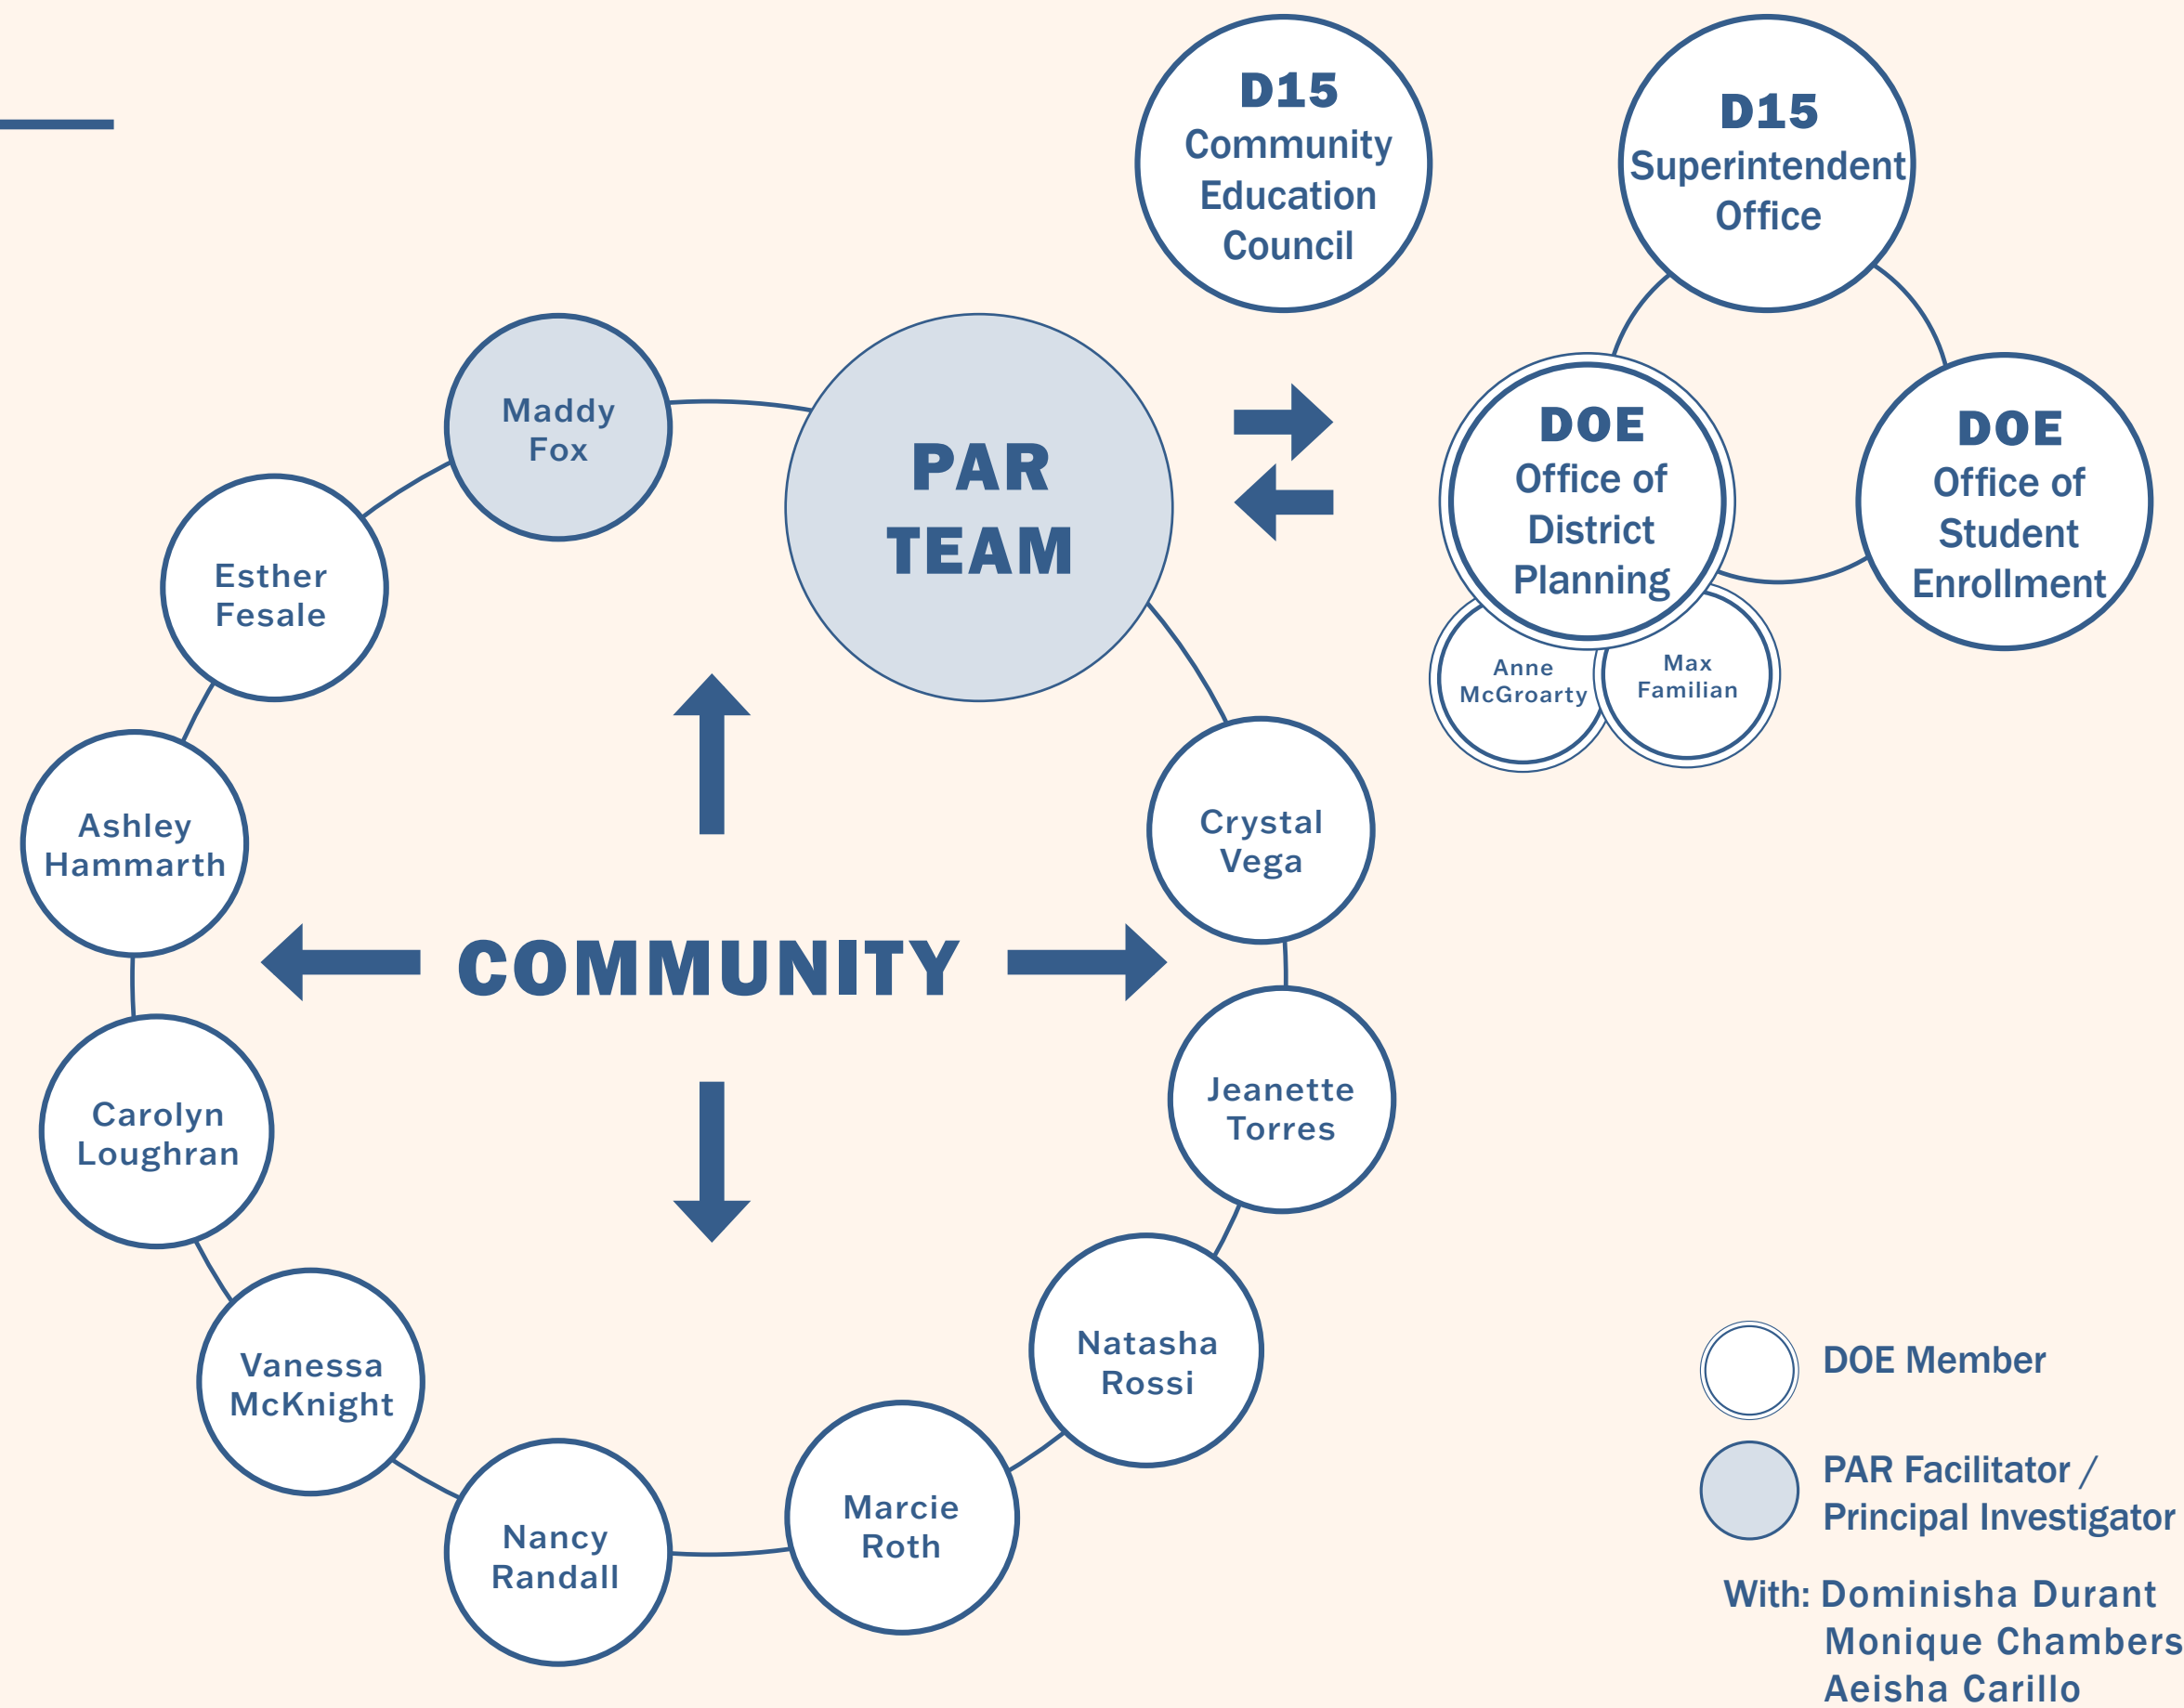 D15
Community
Education
Council
D15
Superintendent
Office
Maddy
Fox
PAR
TEAM
DOE
Office of
District
Planning
DOE
Office of
Student
Enrollment
Esther
Fesale
Anne
McGroarty
Max
Familian
Ashley
Hammarth
Crystal
Vega
COMMUNITY
Carolyn
Loughran
Jeanette
Torres
Vanessa
McKnight
Natasha
Rossi
Nancy
Randall
Marcie
Roth
DOE Member
PAR Facilitator /
Principal Investigator
With: Dominisha Durant
Monique Chambers
Aeisha Carillo